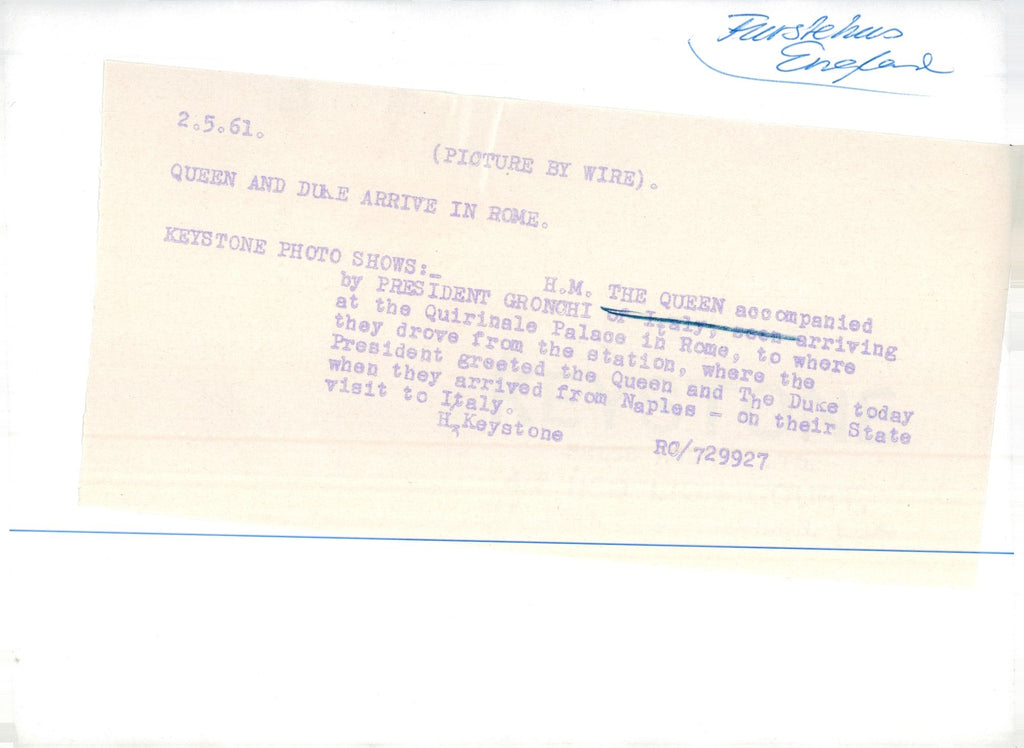 Fyrstehus
England
2.5.61.
(PICTURE BY WIRE).
QUEEN AND DUKE ARRIVE IN ROME.
KEYSTONE PHOTO SHOWS:_ H.M. THE QUEEN accompanied
by PRESIDENT GRONCHI of Italy, seen arriving
at the Quirinale Palace in Rome, to where
they drove from the station, where the
President greeted the Queen and The Duke today
when they arrived from Naples - on their State
visit to Italy.
Keystone RC/729927